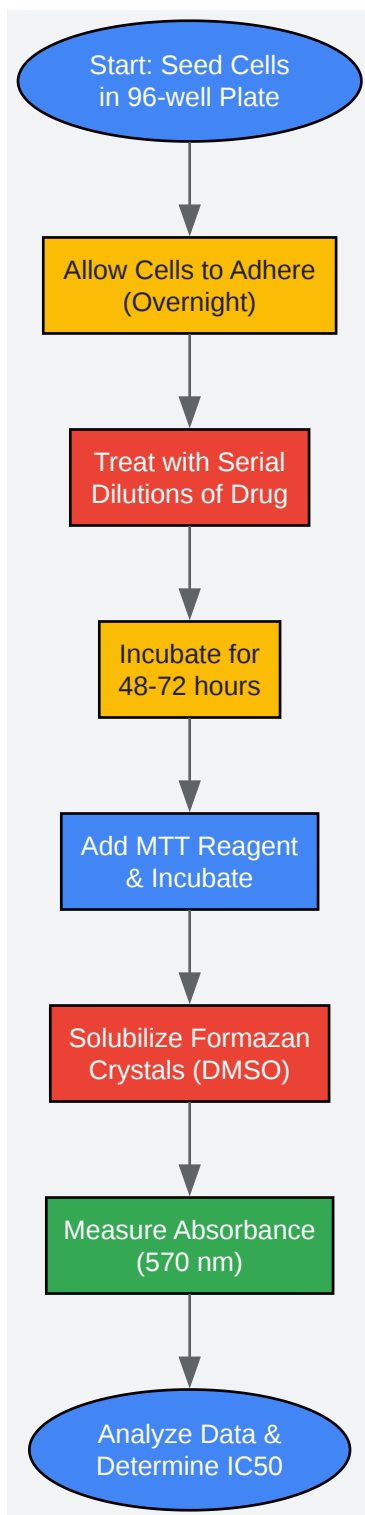 Start: Seed Cells
in 96-well Plate
Allow Cells to Adhere
(Overnight)
Treat with Serial
Dilutions of Drug
Incubate for
48-72 hours
Add MTT Reagent
& Incubate
Solubilize Formazan
Crystals (DMSO)
Measure Absorbance
(570 nm)
Analyze Data &
Determine IC50